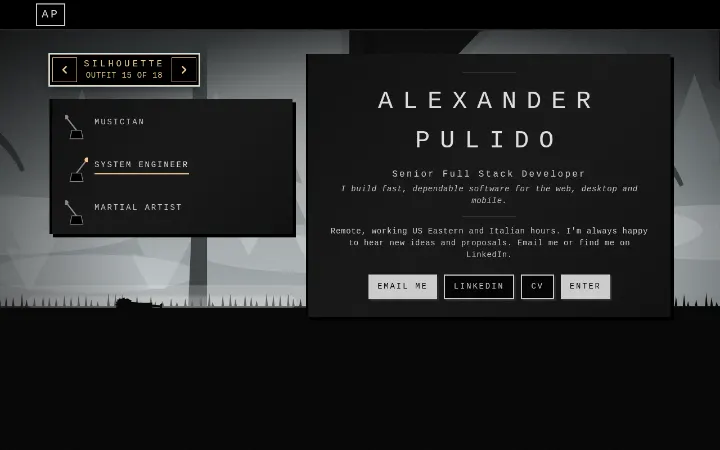 AP
SILHOUETTE
OUTFIT 15 OF 18
MUSICIAN
SYSTEM ENGINEER
MARTIAL ARTIST
ALEXANDER
PULIDO
Senior Full Stack Developer
I build fast, dependable software for the web, desktop and
mobile.
Remote, working US Eastern and Italian hours. I'm always happy
to hear new ideas and proposals. Email me or find me on
LinkedIn.
EMAIL ME
LINKEDIN
CV
ENTER